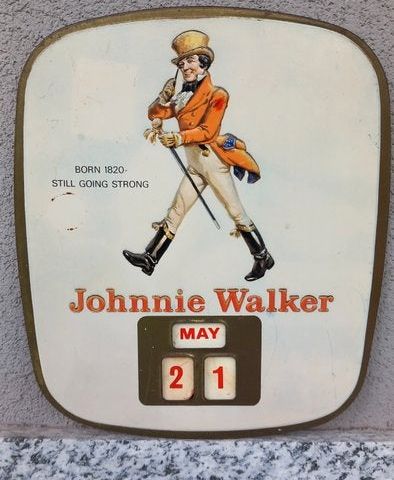 BORN 1820-
STILL GOING STRONG
Johnnie Walker
MAY
2 1